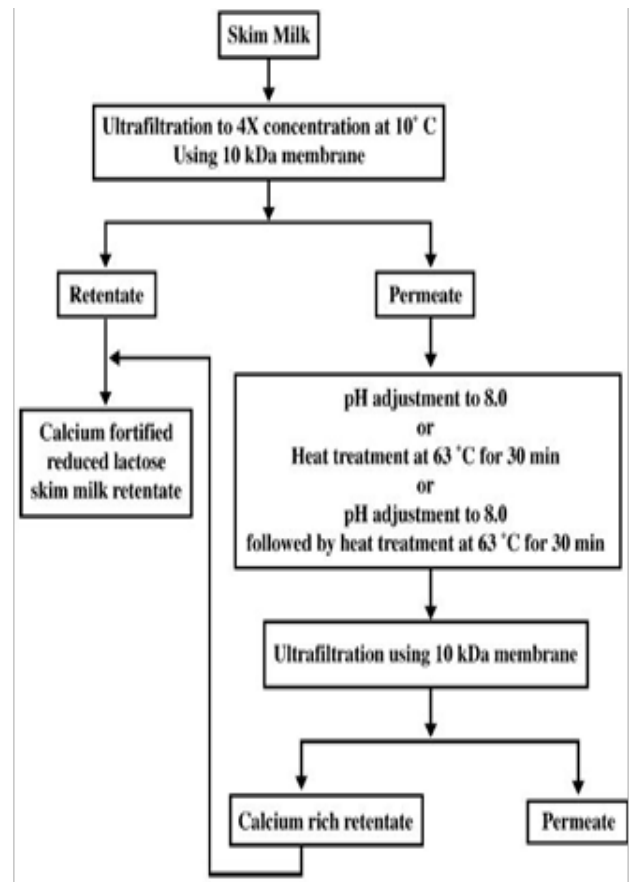 Skim Milk
Ultrafiltration to 4X concentration at 10° C
Using 10 kDa membrane
Retentate
Permeate
Calcium fortified
reduced lactose
skim milk retentate
pH adjustment to 8.0
or
Heat treatment at 63 °C for 30 min
or
pH adjustment to 8.0
followed by heat treatment at 63 °C for 30 min
Ultrafiltration using 10 kDa membrane
Calcium rich retentate
Permeate